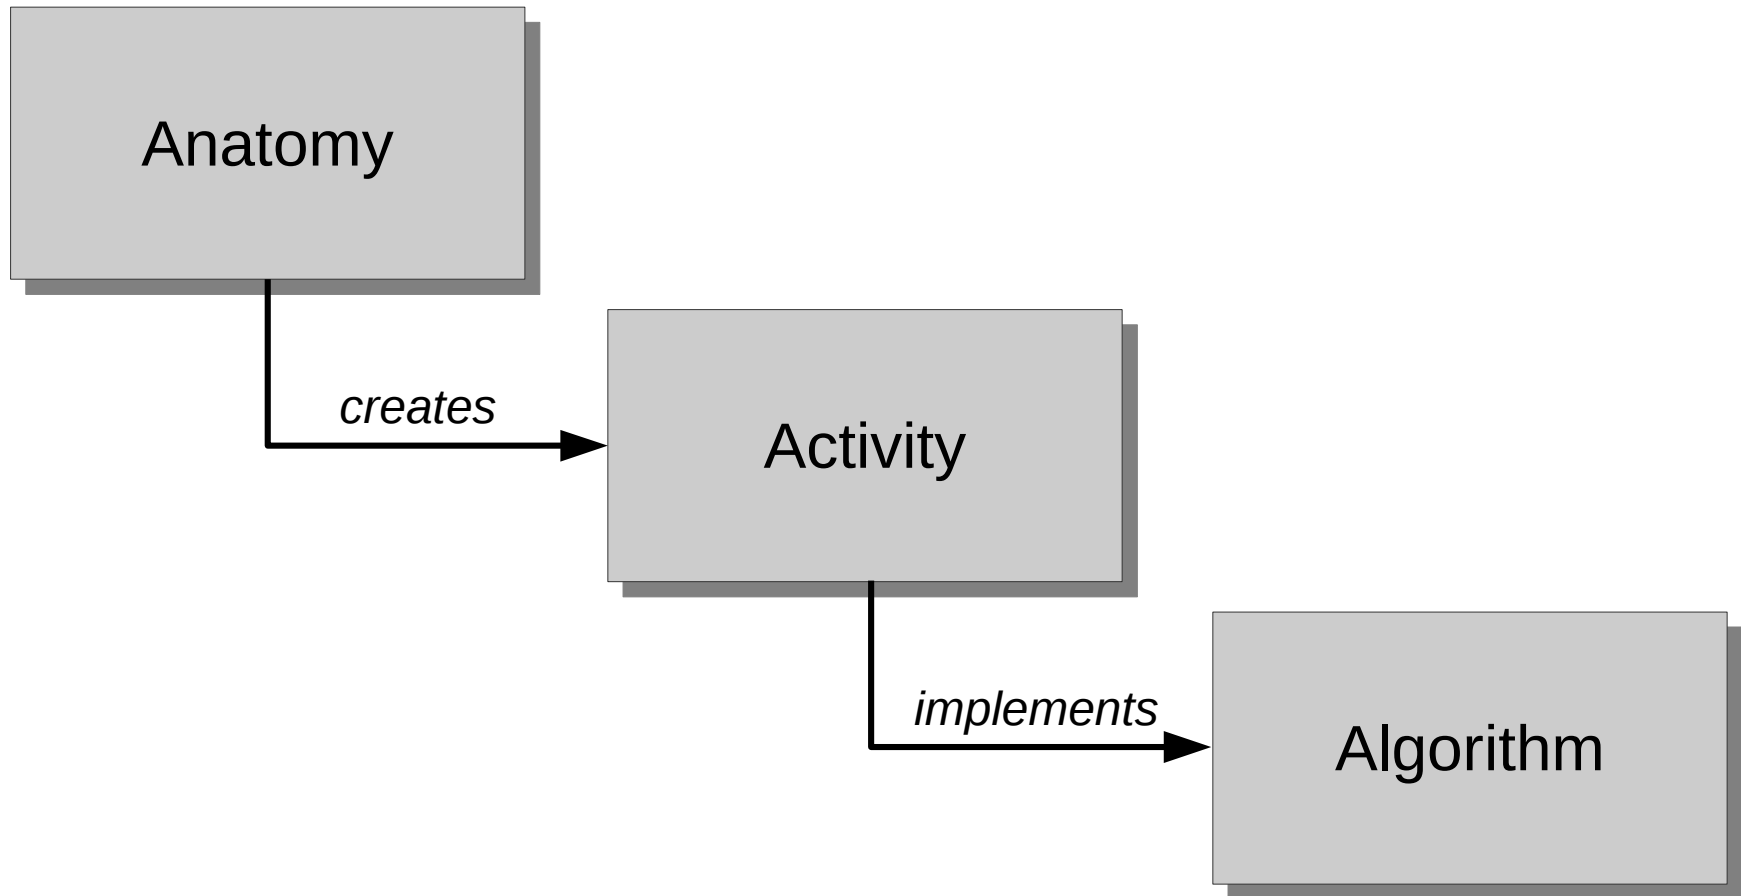 Anatomy
creates
Activity
implements
Algorithm